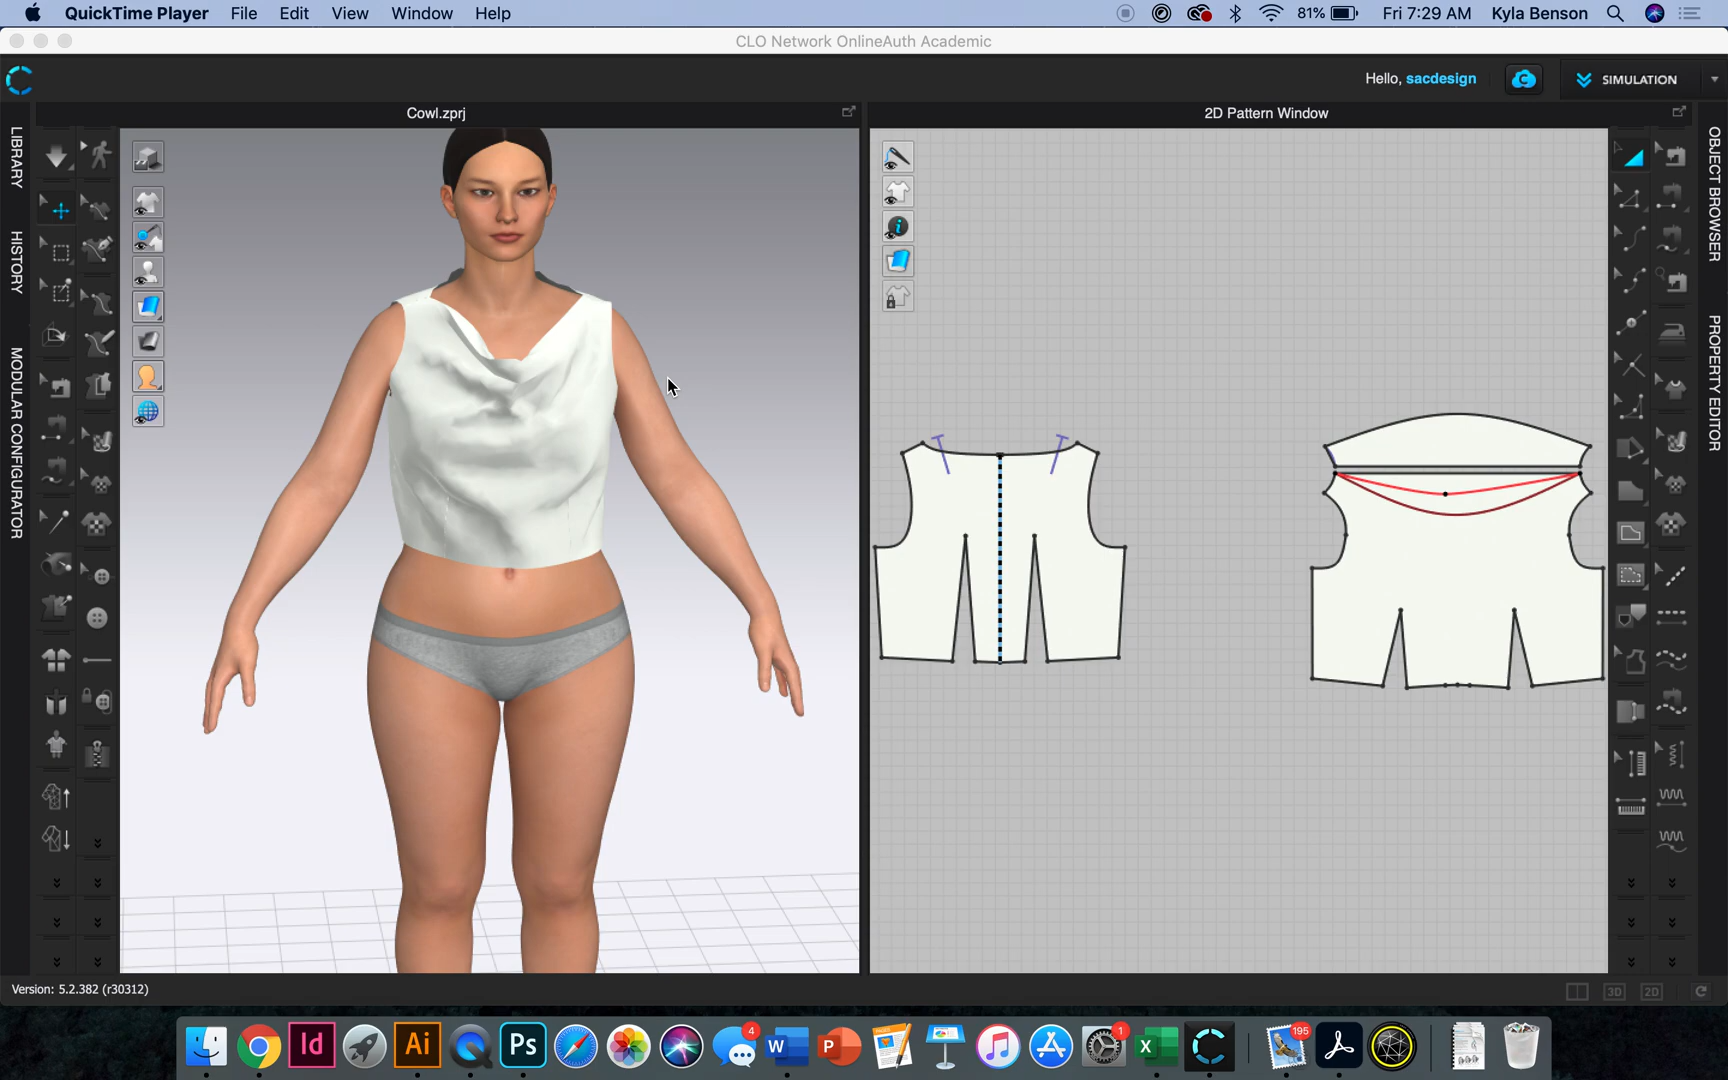 QuickTime Player File Edit View Window Help 81% Fri 7:29 AM Kyla Benson
CLO Network OnlineAuth Academic
Hello, sacdesign SIMULATION
Cowl.zprj 2D Pattern Window
LIBRARY
HISTORY
MODULAR CONFIGURATOR
OBJECT BROWSER
PROPERTY EDITOR
Version: 5.2.382 (r30312)
3D 2D
Id Ai Ps 4 W P 1 X 195